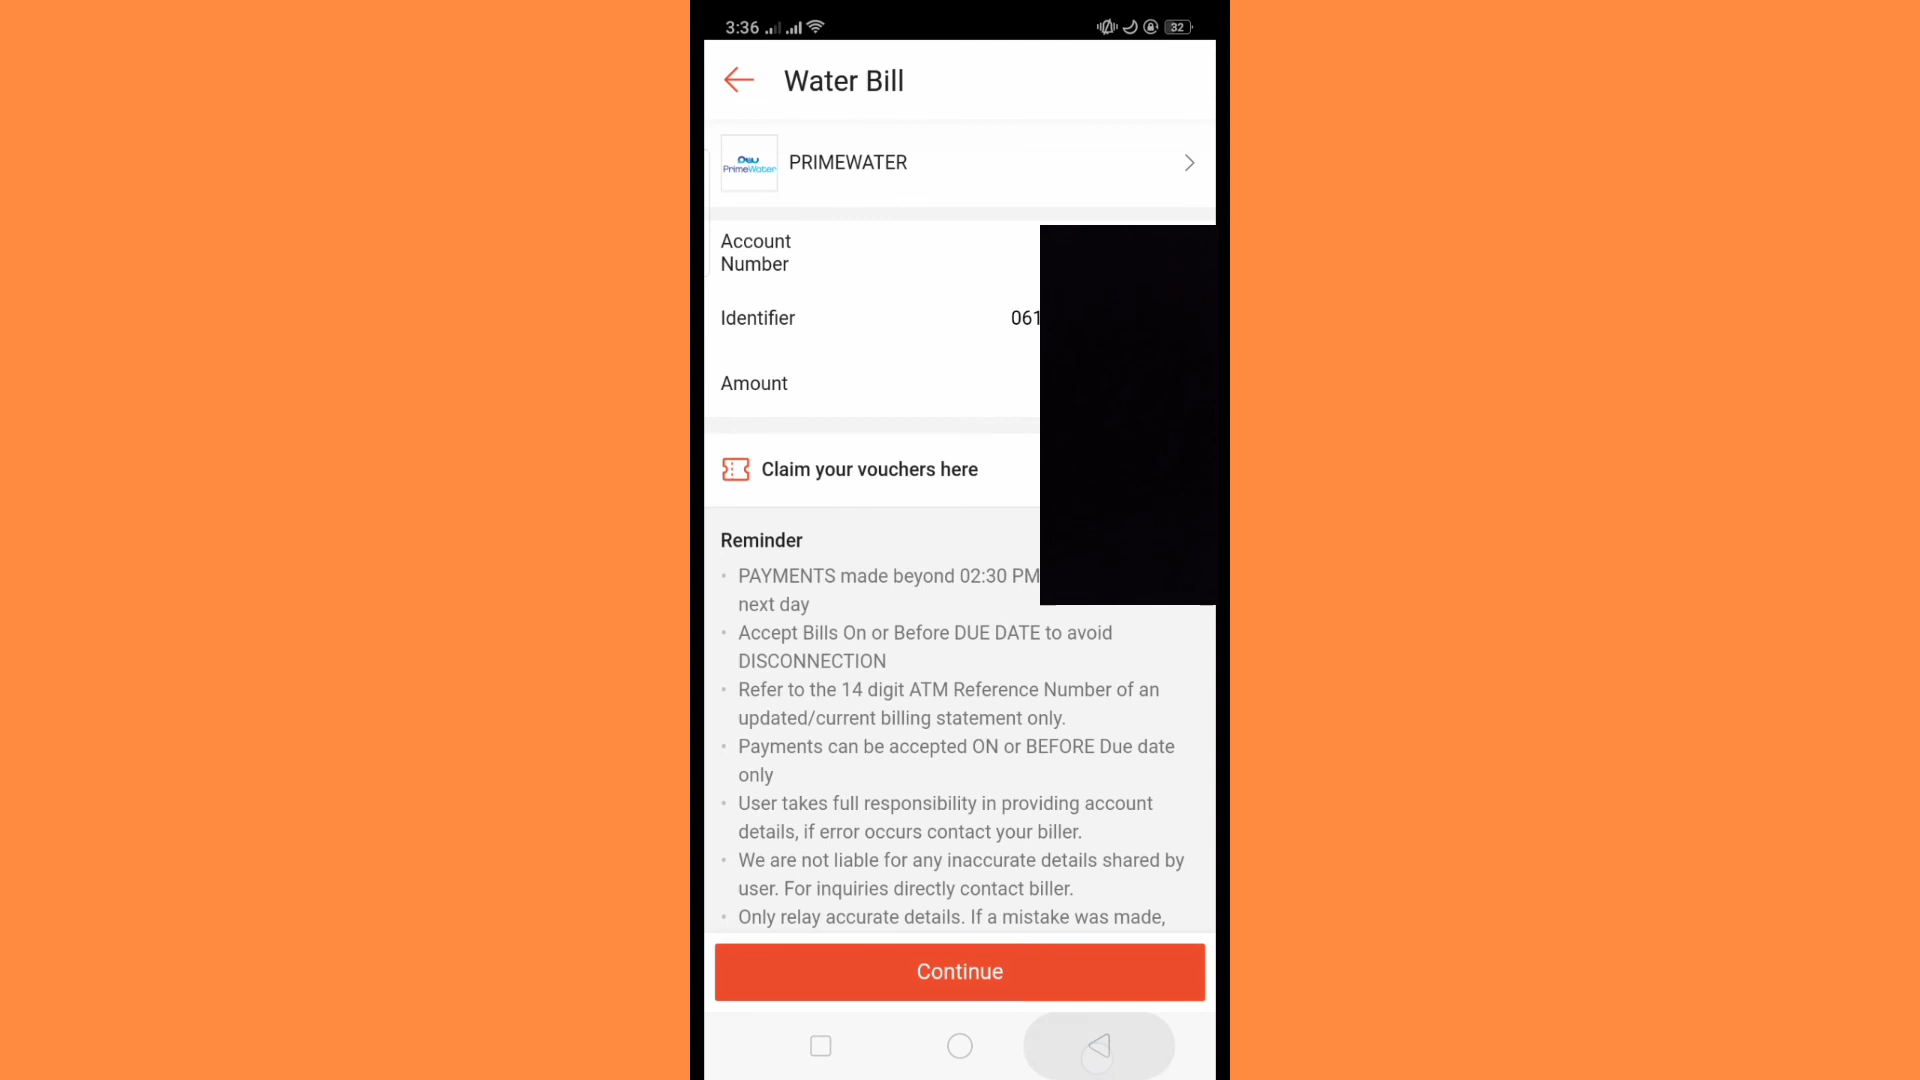 3:36
32
Water Bill
PrimeWater
PRIMEWATER
Account
Number
Identifier
061
Amount
Claim your vouchers here
Reminder
• PAYMENTS made beyond 02:30 PM
next day
• Accept Bills On or Before DUE DATE to avoid
DISCONNECTION
• Refer to the 14 digit ATM Reference Number of an
updated/current billing statement only.
• Payments can be accepted ON or BEFORE Due date
only
• User takes full responsibility in providing account
details, if error occurs contact your biller.
• We are not liable for any inaccurate details shared by
user. For inquiries directly contact biller.
• Only relay accurate details. If a mistake was made,
Continue